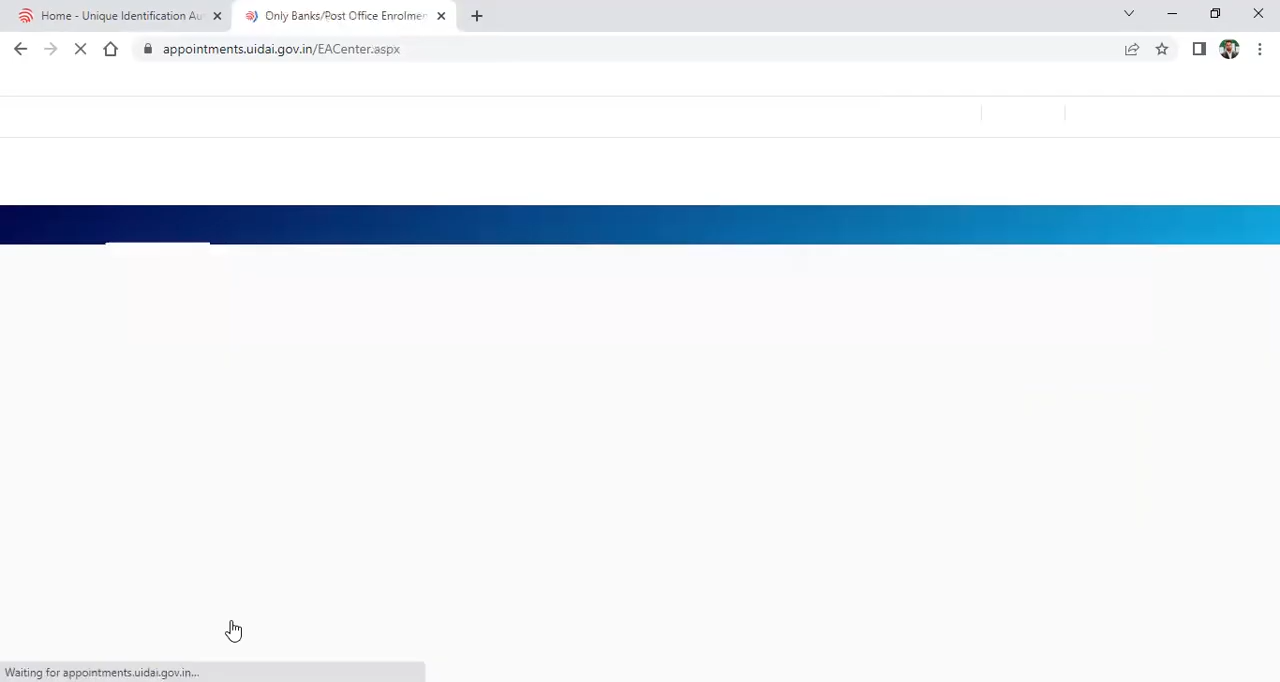 Home - Unique Identification Au
Only Banks/Post Office Enrolmen
appointments.uidai.gov.in/EACenter.aspx
Waiting for appointments.uidai.gov.in...